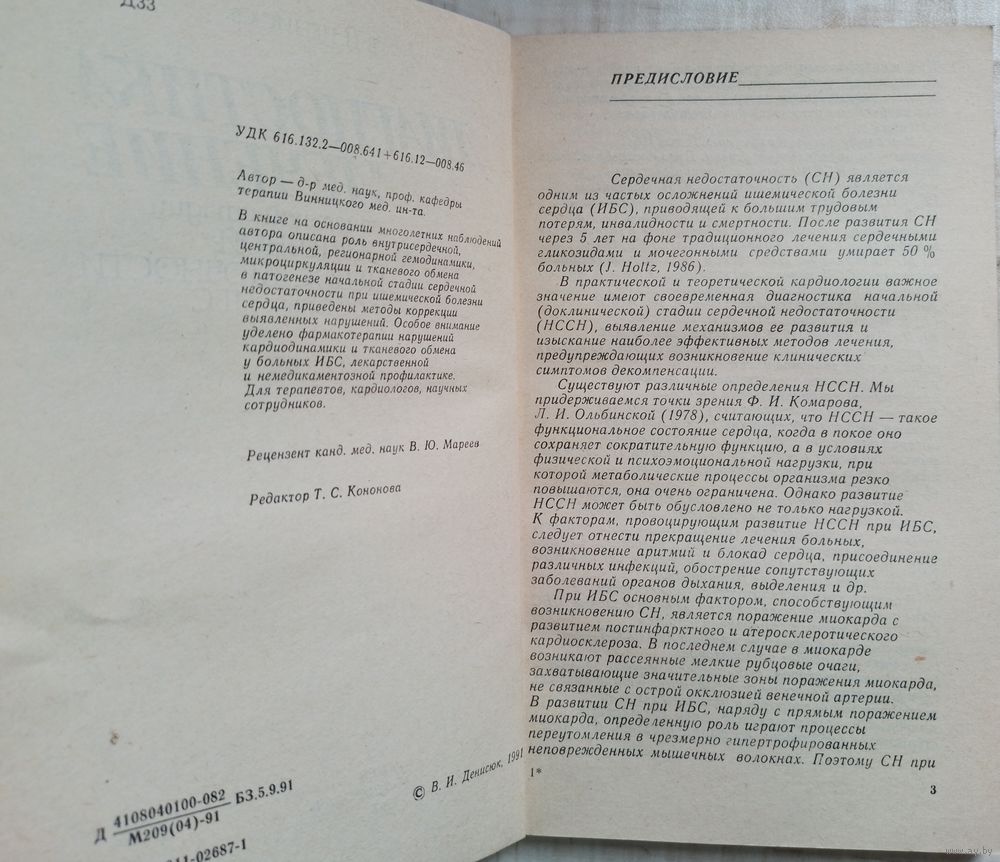 Д33
УДК 616.132.2—008.641+616.12—008.46
Автор — д-р мед. наук, проф. кафедры
терапии Винницкого мед. ин-та.
В книге на основании многолетних наблюдений
автора описана роль внутрисердечной,
центральной, регионарной гемодинамики,
микроциркуляции и тканевого обмена
в патогенезе начальной стадии сердечной
недостаточности при ишемической болезни
сердца, приведены методы коррекции
выявленных нарушений. Особое внимание
уделено фармакотерапии нарушений
кардиодинамики и тканевого обмена
у больных ИБС, лекарственной
и немедикаментозной профилактике.
Для терапевтов, кардиологов, научных
сотрудников.
Рецензент канд. мед. наук В. Ю. Мареев
Редактор Т. С. Кононова
Д 4108040100-082 БЗ.5.9.91
М209(04)-91
11-02687-1
© В. И. Денисюк, 1991
ПРЕДИСЛОВИЕ
Сердечная недостаточность (СН) является
одним из частых осложнений ишемической болезни
сердца (ИБС), приводящей к большим трудовым
потерям, инвалидности и смертности. После развития СН
через 5 лет на фоне традиционного лечения сердечными
гликозидами и мочегонными средствами умирает 50 %
больных (J. Holtz, 1986).
В практической и теоретической кардиологии важное
значение имеют своевременная диагностика начальной
(доклинической) стадии сердечной недостаточности
(НССН), выявление механизмов ее развития и
изыскание наиболее эффективных методов лечения,
предупреждающих возникновение клинических
симптомов декомпенсации.
Существуют различные определения НССН. Мы
придерживаемся точки зрения Ф. И. Комарова,
Л. И. Ольбинской (1978), считающих, что НССН — такое
функциональное состояние сердца, когда в покое оно
сохраняет сократительную функцию, а в условиях
физической и психоэмоциональной нагрузки, при
которой метаболические процессы организма резко
повышаются, она очень ограничена. Однако развитие
НССН может быть обусловлено не только нагрузкой.
К факторам, провоцирующим развитие НССН при ИБС,
следует отнести прекращение лечения больных,
возникновение аритмий и блокад сердца, присоединение
различных инфекций, обострение сопутствующих
заболеваний органов дыхания, выделения и др.
При ИБС основным фактором, способствующим
возникновению СН, является поражение миокарда с
развитием постинфарктного и атеросклеротического
кардиосклероза. В последнем случае в миокарде
возникают рассеянные мелкие рубцовые очаги,
захватывающие значительные зоны поражения миокарда,
не связанные с острой окклюзией венечной артерии.
В развитии СН при ИБС, наряду с прямым поражением
миокарда, определенную роль играют процессы
переутомления в чрезмерно гипертрофированных
неповрежденных мышечных волокнах. Поэтому СН при
1*
3
www.ay.by